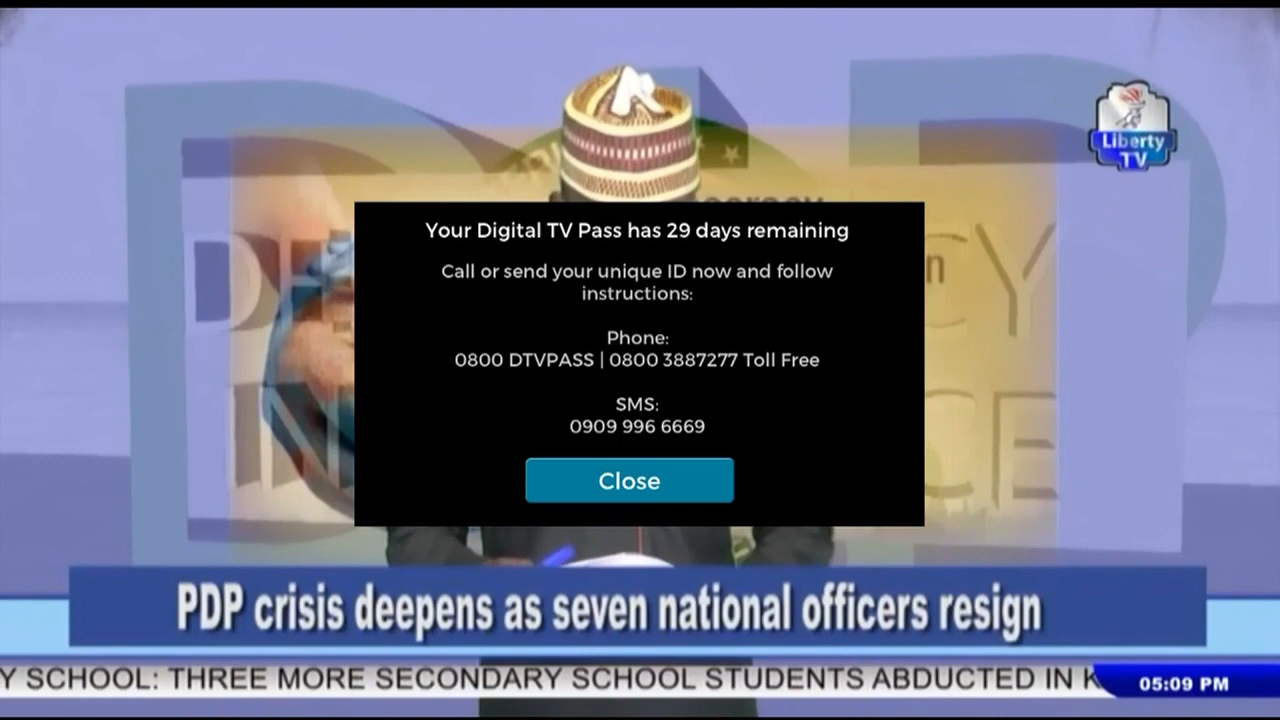 Liberty
TV
Your Digital TV Pass has 29 days remaining
Call or send your unique ID now and follow
instructions:
Phone:
0800 DTVPASS | 0800 3887277 Toll Free
SMS:
0909 996 6669
Close
PDP crisis deepens as seven national officers resign
Y SCHOOL: THREE MORE SECONDARY SCHOOL STUDENTS ABDUCTED IN K
05:09 PM